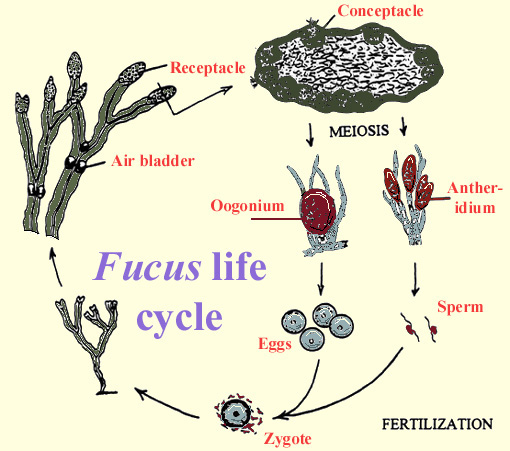 Conceptacle
Receptacle
MEIOSIS
Air bladder
Oogonium
Anther-
idium
Fucus life
cycle
Sperm
Eggs
Zygote
FERTILIZATION